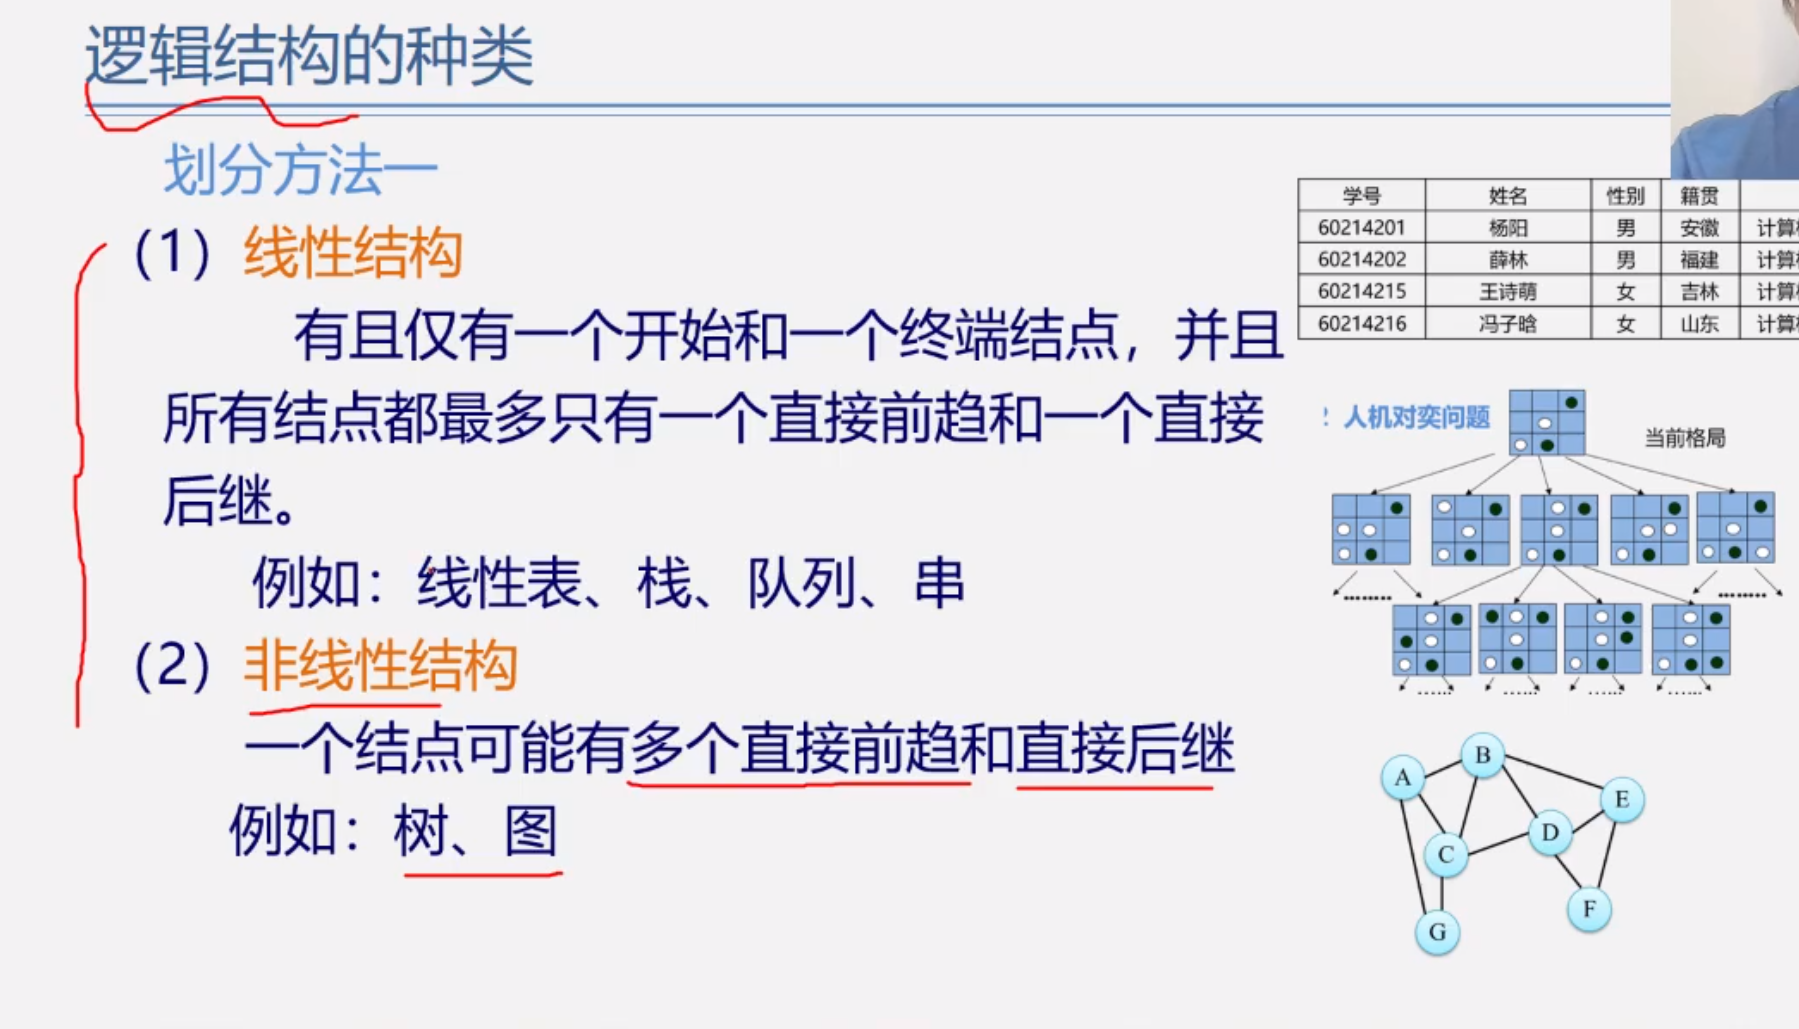 逻辑结构的种类
划分方法一
（1）线性结构
有且仅有一个开始和一个终端结点，并且
所有结点都最多只有一个直接前趋和一个直接
后继。
例如：线性表、栈、队列、串
（2）非线性结构
一个结点可能有多个直接前趋和直接后继
例如：树、图
学号 姓名 性别 籍贯
60214201 杨阳 男 安徽 计算
60214202 薛林 男 福建 计算
60214215 王诗萌 女 吉林 计算
60214216 冯子晗 女 山东 计算
人机对奕问题
当前格局
........ ........
...... ...... ...... ......
B
A
E
D
C
F
G